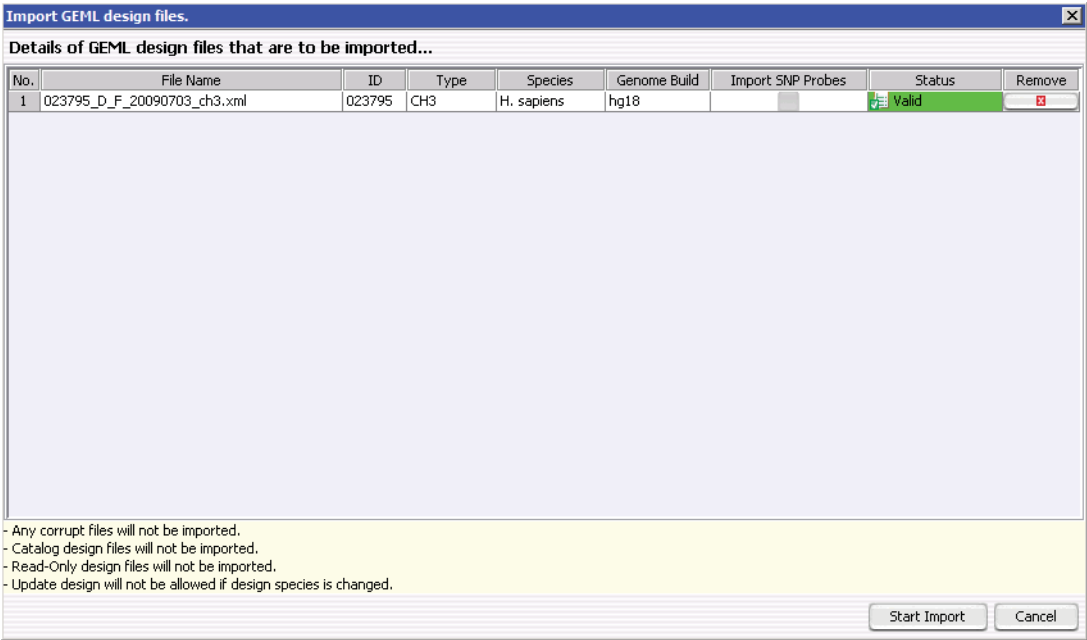 Import GEML design files.
Details of GEML design files that are to be imported...
No. File Name ID Type Species Genome Build Import SNP Probes Status Remove
1 023795_D_F_20090703_ch3.xml 023795 CH3 H. sapiens hg18 Valid
- Any corrupt files will not be imported.
- Catalog design files will not be imported.
- Read-Only design files will not be imported.
- Update design will not be allowed if design species is changed.
Start Import Cancel